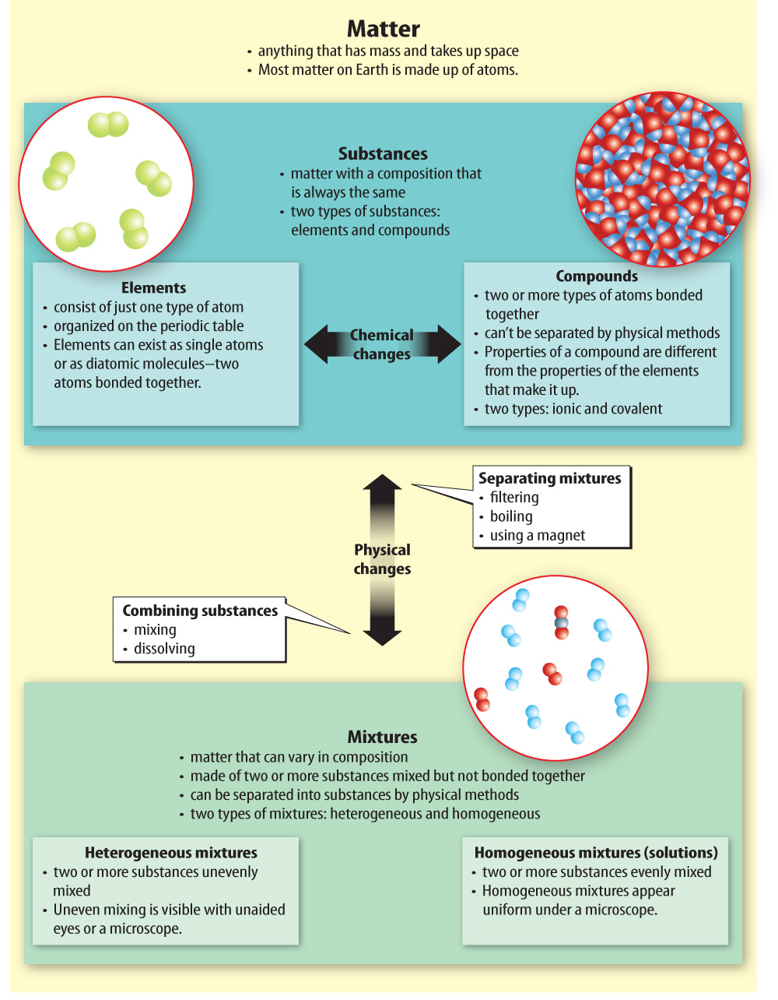 Matter
• anything that has mass and takes up space
• Most matter on Earth is made up of atoms.
Substances
• matter with a composition that
is always the same
• two types of substances:
elements and compounds
Elements
• consist of just one type of atom
• organized on the periodic table
• Elements can exist as single atoms
or as diatomic molecules–two
atoms bonded together.
Chemical
changes
Compounds
• two or more types of atoms bonded
together
• can't be separated by physical methods
• Properties of a compound are different
from the properties of the elements
that make it up.
• two types: ionic and covalent
Separating mixtures
• filtering
• boiling
• using a magnet
Physical
changes
Combining substances
• mixing
• dissolving
Mixtures
• matter that can vary in composition
• made of two or more substances mixed but not bonded together
• can be separated into substances by physical methods
• two types of mixtures: heterogeneous and homogeneous
Heterogeneous mixtures
• two or more substances unevenly
mixed
• Uneven mixing is visible with unaided
eyes or a microscope.
Homogeneous mixtures (solutions)
• two or more substances evenly mixed
• Homogeneous mixtures appear
uniform under a microscope.